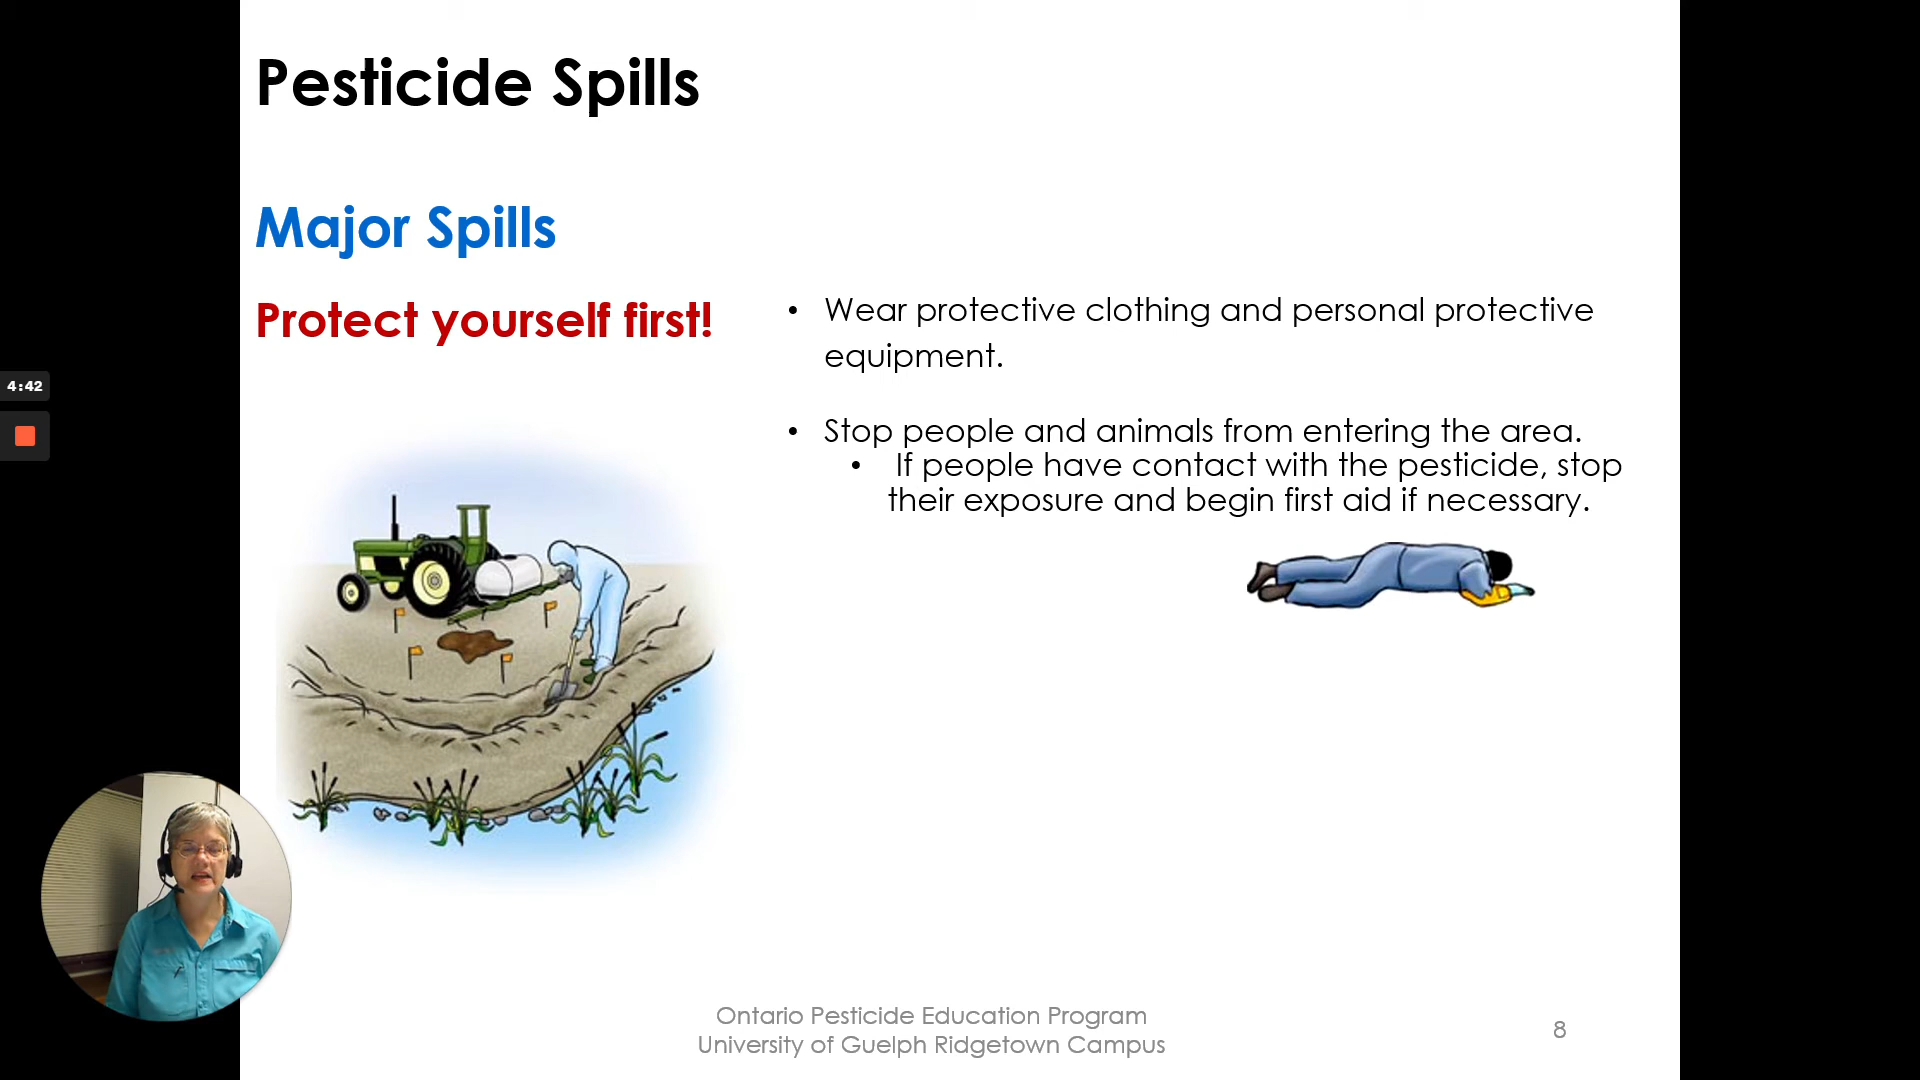 Pesticide Spills
Major Spills
Protect yourself first!
• Wear protective clothing and personal protective
equipment.
• Stop people and animals from entering the area.
• If people have contact with the pesticide, stop
their exposure and begin first aid if necessary.
4:42
Ontario Pesticide Education Program
University of Guelph Ridgetown Campus
8